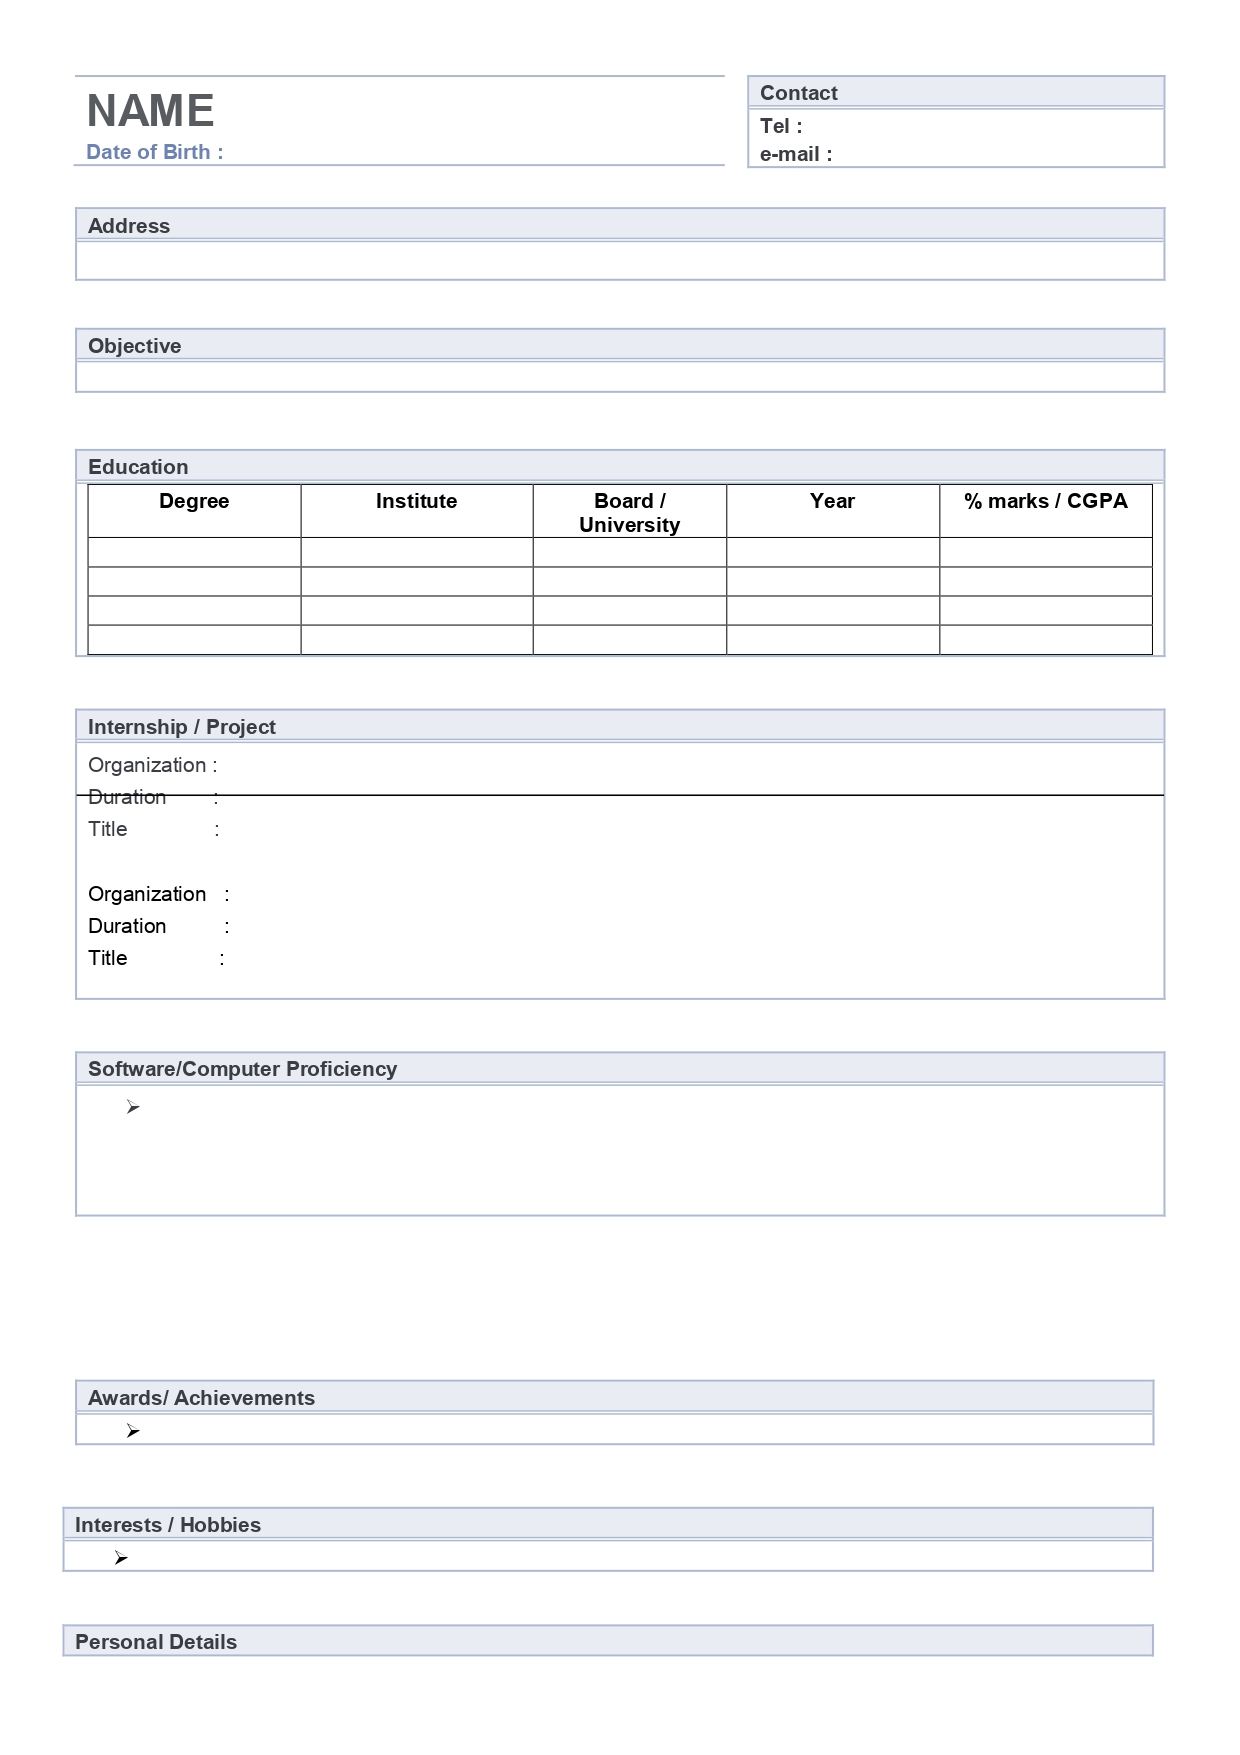 NAME
Date of Birth :
Contact
Tel :
e-mail :
Address
Objective
Education
Degree Institute Board / University Year % marks / CGPA
Internship / Project
Organization :
Duration :
Title :
Organization :
Duration :
Title :
Software/Computer Proficiency
➢
Awards/ Achievements
➢
Interests / Hobbies
➢
Personal Details